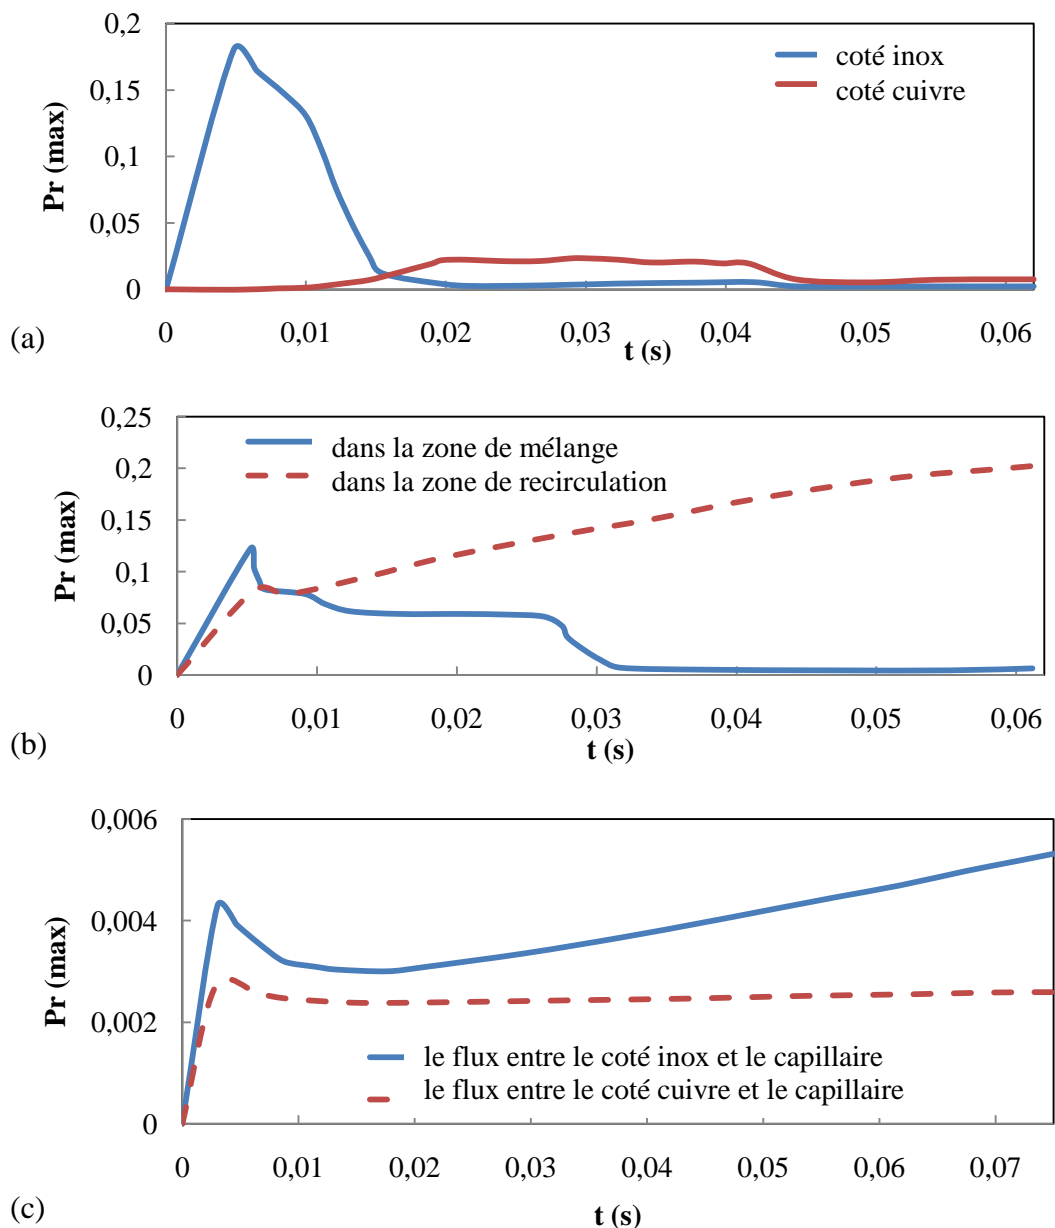 0,2
0,15
0,1
0,05
0
Pr (max)
coté inox
coté cuivre
0 0,01 0,02 0,03 0,04 0,05 0,06
t (s)
(a)
0,25
0,2
0,15
0,1
0,05
0
Pr (max)
dans la zone de mélange
dans la zone de recirculation
0 0,01 0,02 0,03 0,04 0,05 0,06
t (s)
(b)
0,006
0,004
0,002
0
Pr (max)
le flux entre le coté inox et le capillaire
le flux entre le coté cuivre et le capillaire
0 0,01 0,02 0,03 0,04 0,05 0,06 0,07
t (s)
(c)